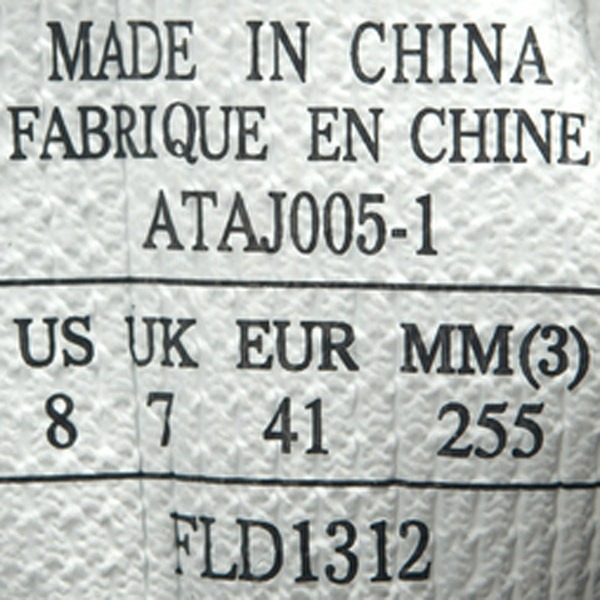 MADE IN CHINA
FABRIQUE EN CHINE
ATAJ005-1
US UK EUR MM(3)
8 7 41 255
FLD1312